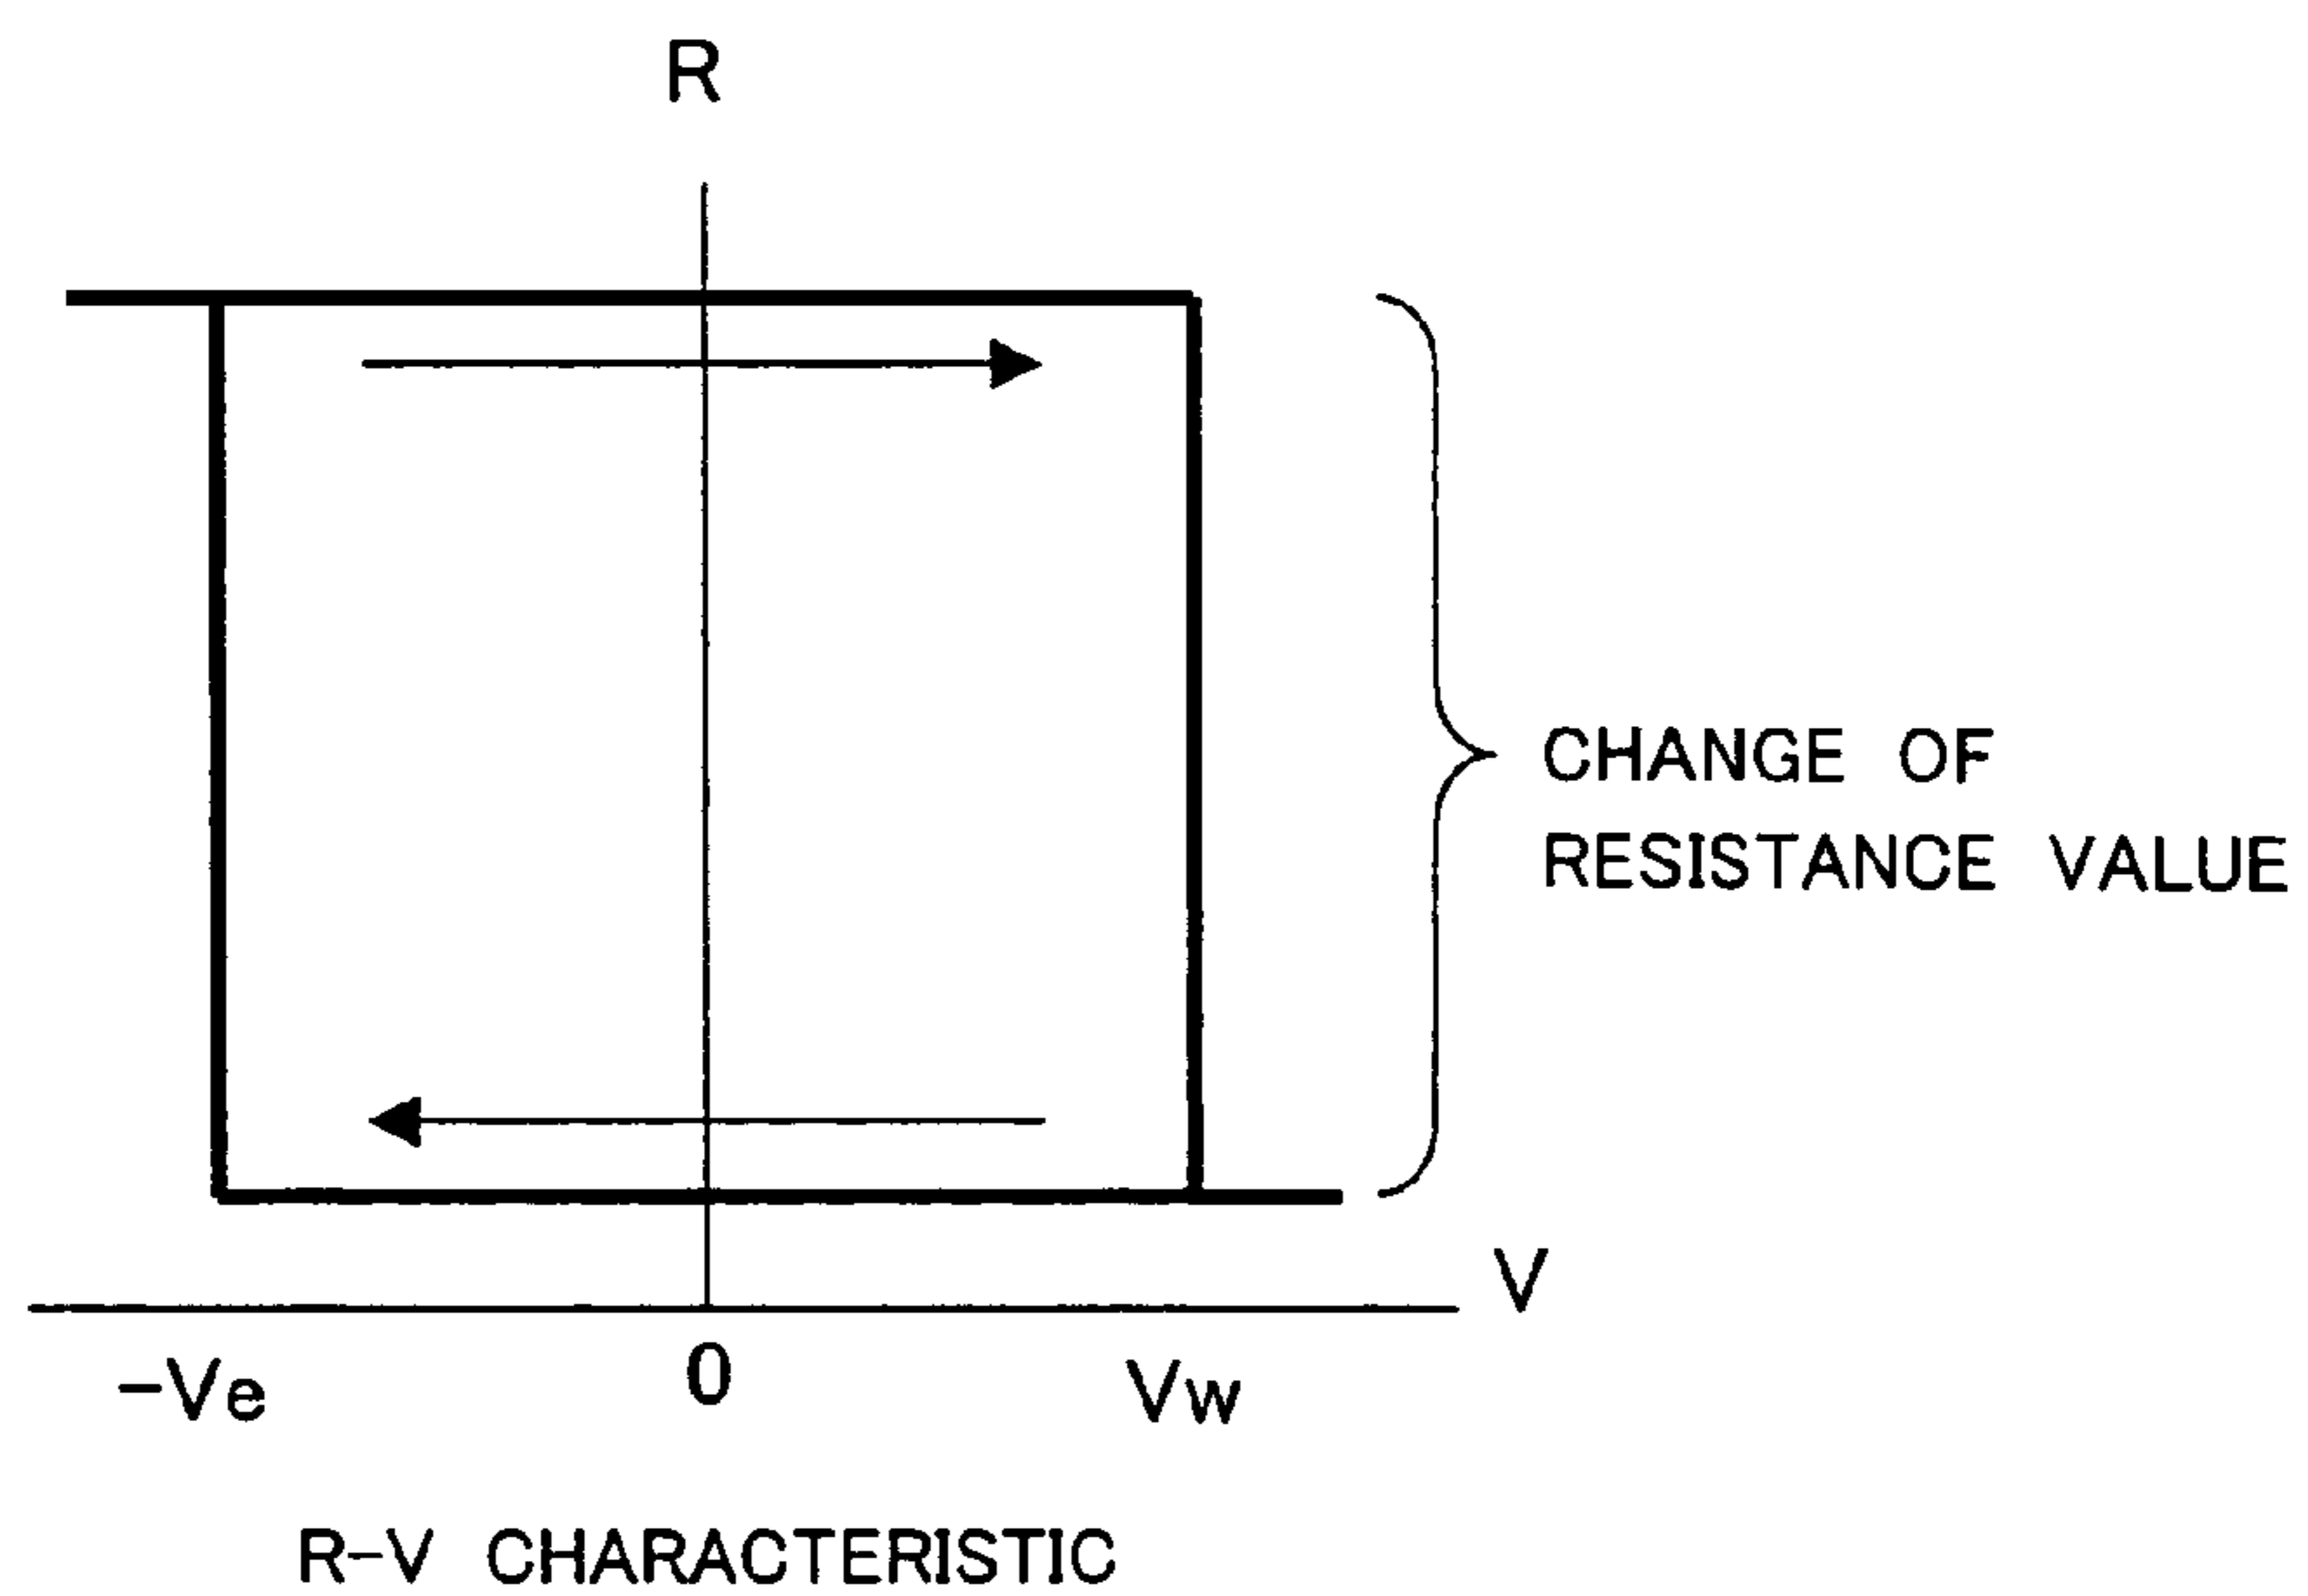 R
CHANGE OF
RESISTANCE VALUE
V
-Ve
0
Vw
R-V CHARACTERISTIC